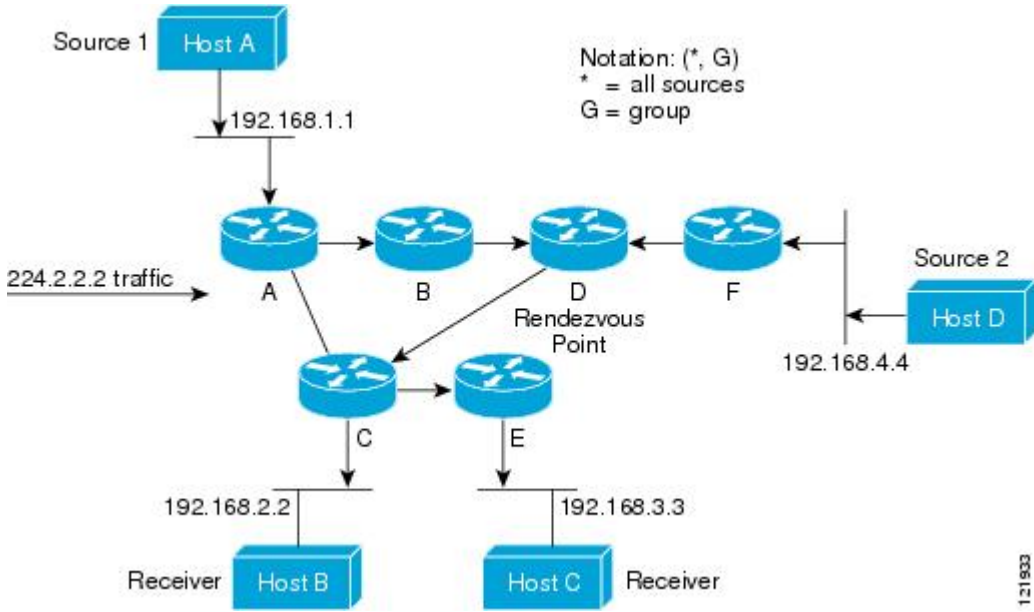 Source 1
Host A
Notation: (*, G)
* = all sources
G = group
192.168.1.1
224.2.2.2 traffic
A
B
D
F
Rendezvous
Point
Source 2
Host D
192.168.4.4
C
E
192.168.2.2
192.168.3.3
Receiver
Host B
Host C
Receiver
121933